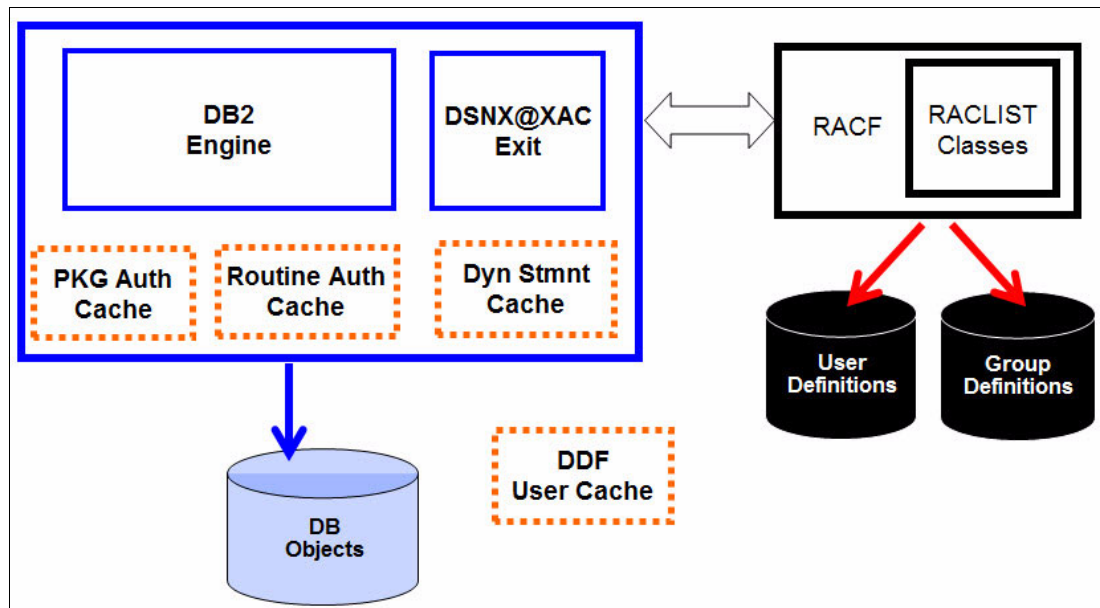 DB2
Engine
DSNX@XAC
Exit
RACF
RACLIST
Classes
PKG Auth
Cache
Routine Auth
Cache
Dyn Stmnt
Cache
User
Definitions
Group
Definitions
DDF
User Cache
DB
Objects